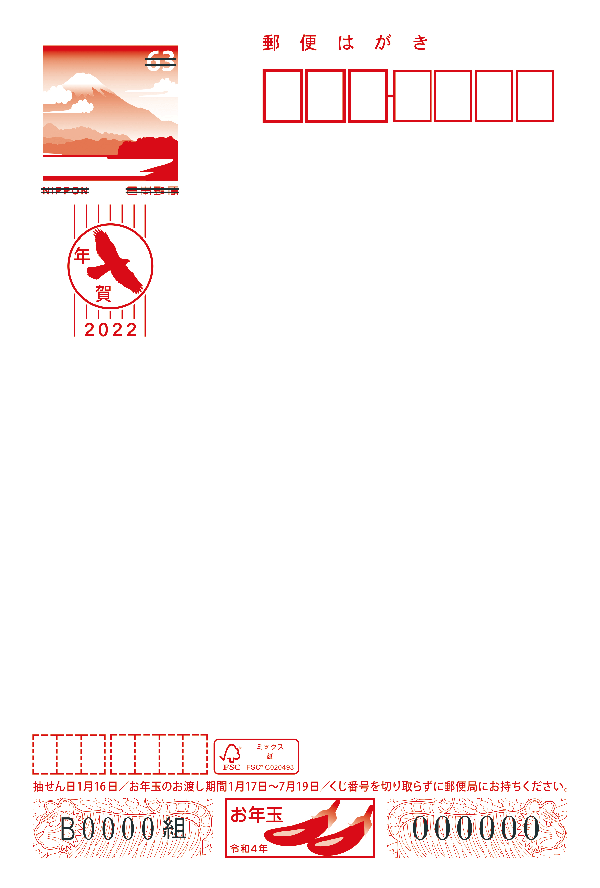 郵便はがき
63
NIPPON
日本郵便
年
賀
2022
ミックス
紙
FSC FSC® C020493
抽せん日1月16日／お年玉のお渡し期間1月17日〜7月19日／くじ番号を切り取らずに郵便局にお持ちください。
B0000組
お年玉
令和4年
000000